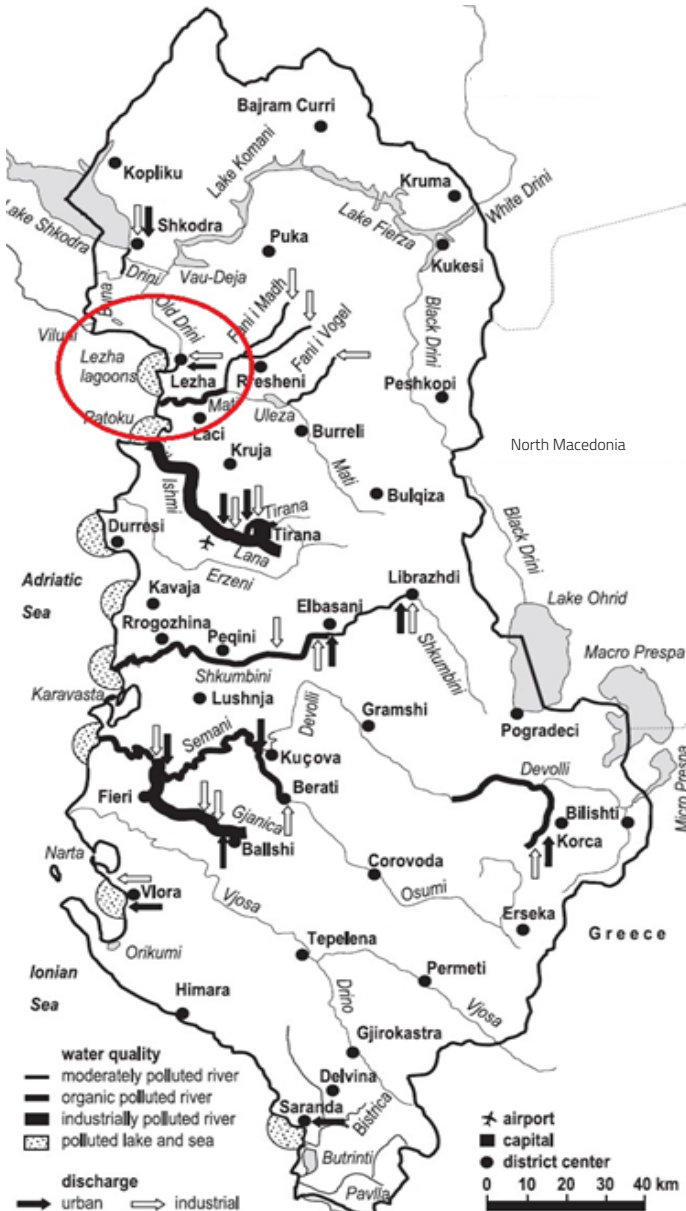 Bajram Curri
Kopliku
Lake Komani
Kruma
Lake Shkodra
Shkodra
Lake Fierza
White Drini
Puka
Kukesi
Drini
Vau-Deja
Buna
Old Drini
Fani i Madh
Black Drini
Viluni
Fani i Vogel
Lezha
lagoons
Lezha
Rresheni
Peshkopi
Mati
Uleza
Patoku
Laci
Burreli
North Macedonia
Kruja
Mati
Ishmi
Bulqiza
Tirana
Durresi
Tirana
Lana
Black Drini
Erzeni
Adriatic
Sea
Librazhdi
Lake Ohrid
Kavaja
Elbasani
Rrogozhina
Peqini
Shkumbini
Macro Prespa
Shkumbini
Karavasta
Lushnja
Gramshi
Pogradeci
Devolli
Semani
Kuçova
Devolli
Micro Prespa
Fieri
Berati
Bilishti
Gjanica
Korca
Ballshi
Narta
Corovoda
Vlora
Osumi
Vjosa
Erseka
Greece
Orikumi
Tepelena
Ionian
Sea
Permeti
Himara
Drino
Vjosa
Gjirokastra
water quality
moderately polluted river
Delvina
organic polluted river
Saranda
industrially polluted river
Bistrica
airport
polluted lake and sea
capital
Butrinti
district center
discharge
Pavlla
urban
industrial
0 10 20 30 40 km